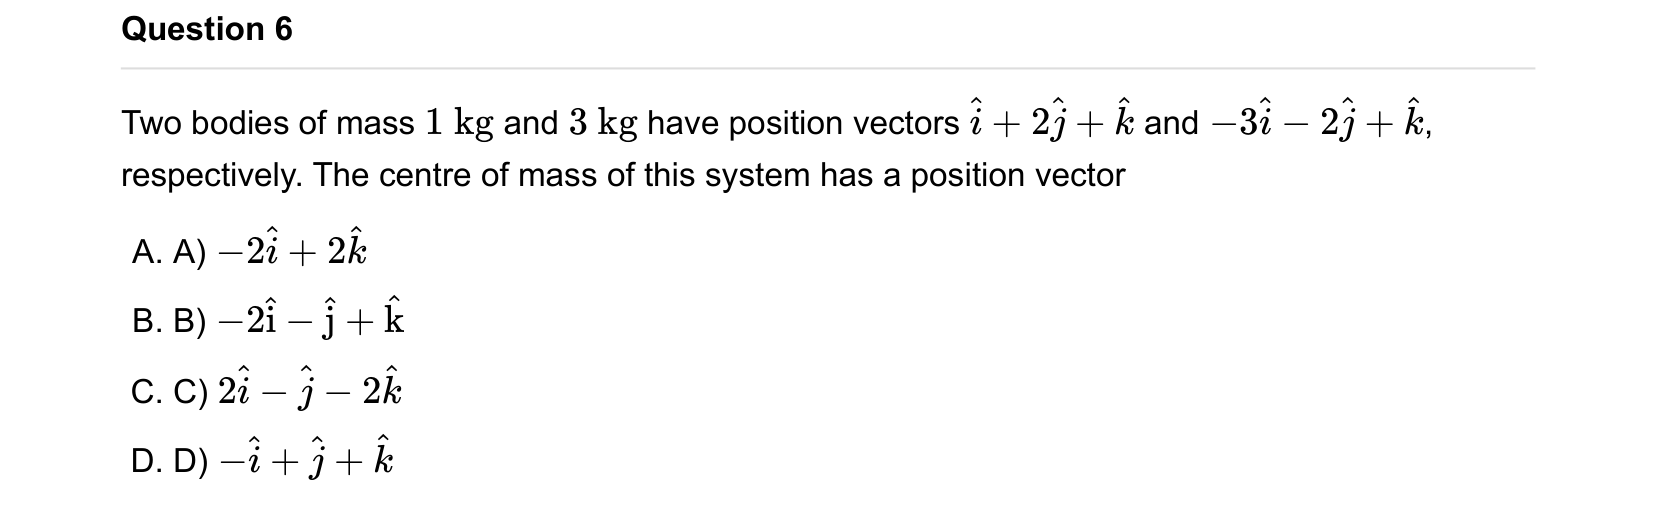 Question 6
Two bodies of mass 1 kg and 3 kg have position vectors $\hat{i} + 2\hat{j} + \hat{k}$ and $-3\hat{i} - 2\hat{j} + \hat{k}$,
respectively. The centre of mass of this system has a position vector
A. A) $-2\hat{i} + 2\hat{k}$
B. B) $-2\hat{\mathrm{i}} - \hat{\mathrm{j}} + \hat{\mathrm{k}}$
C. C) $2\hat{i} - \hat{j} - 2\hat{k}$
D. D) $-\hat{i} + \hat{j} + \hat{k}$